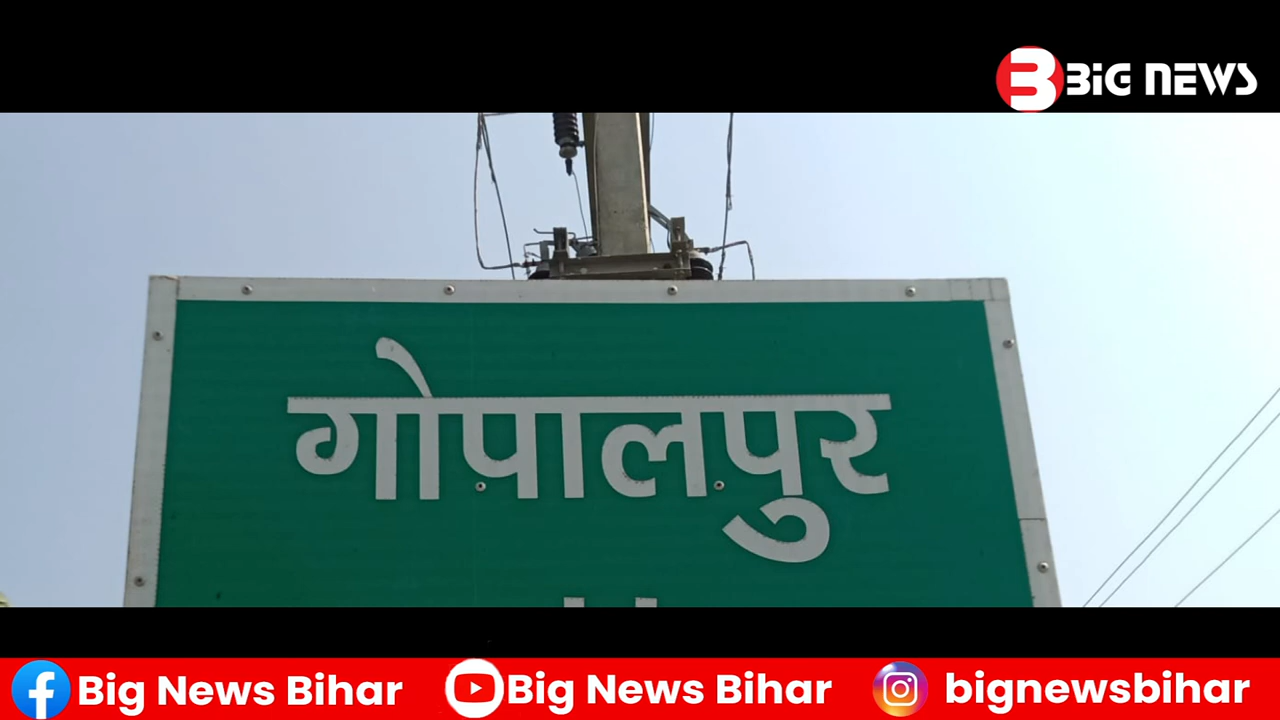 BiG NEWS
गोपालपुर
Big News Bihar
Big News Bihar
bignewsbihar